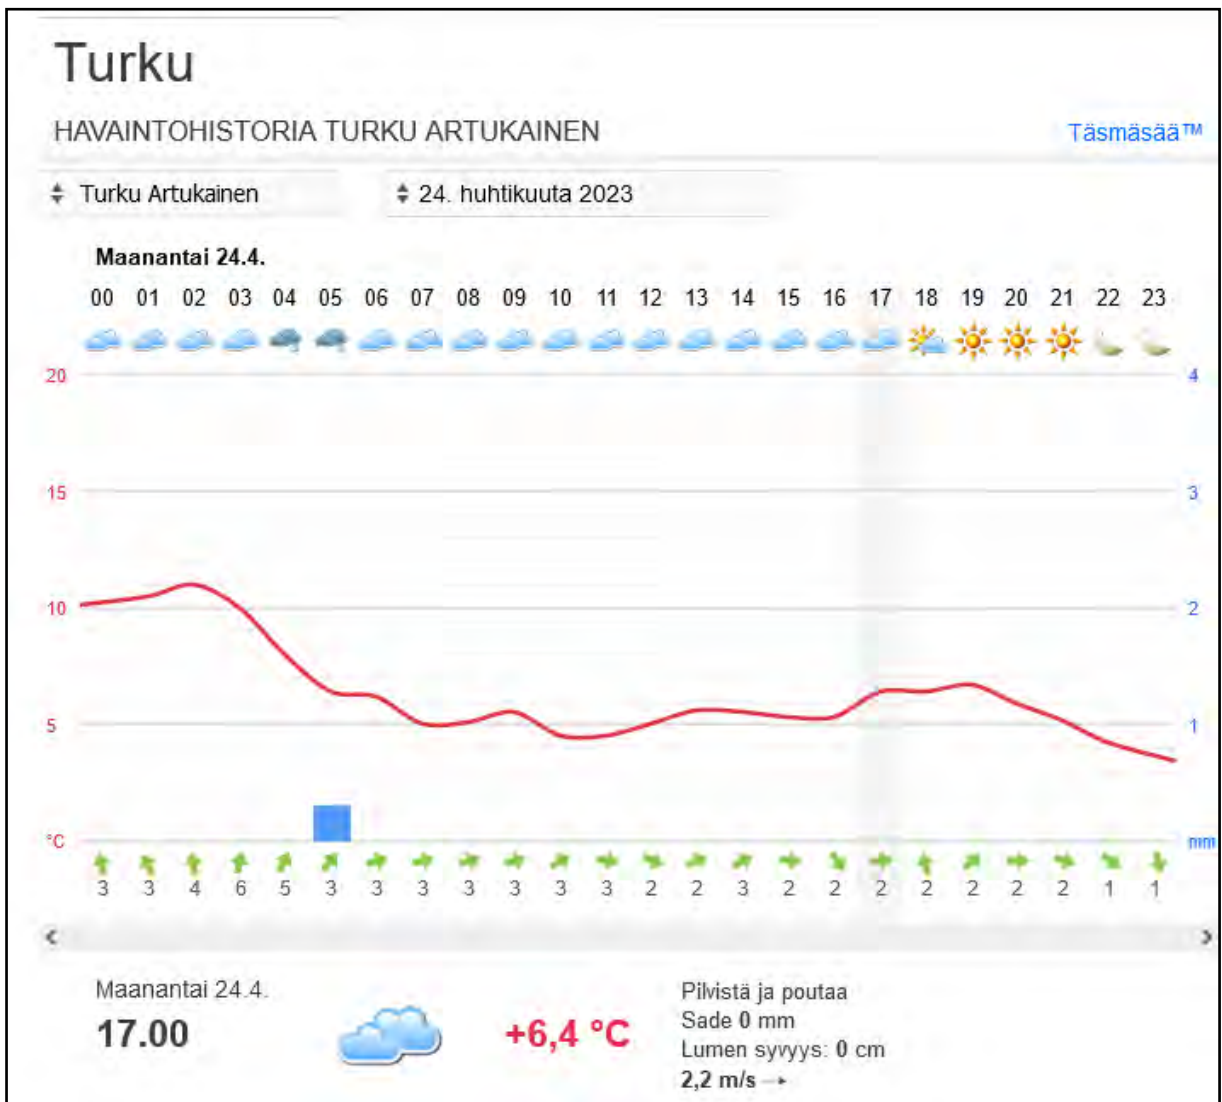 Turku
HAVAINTOHISTORIA TURKU ARTUKAINEN
Täsmäsää™
Turku Artukainen
24. huhtikuuta 2023
Maanantai 24.4.
00 01 02 03 04 05 06 07 08 09 10 11 12 13 14 15 16 17 18 19 20 21 22 23
20 4
15 3
10 2
5 1
°C mm
3 3 4 6 5 3 3 3 3 3 3 3 2 2 3 2 2 2 2 2 2 2 1 1
Maanantai 24.4.
17.00
+6,4 °C
Pilvistä ja poutaa
Sade 0 mm
Lumen syvyys: 0 cm
2,2 m/s →